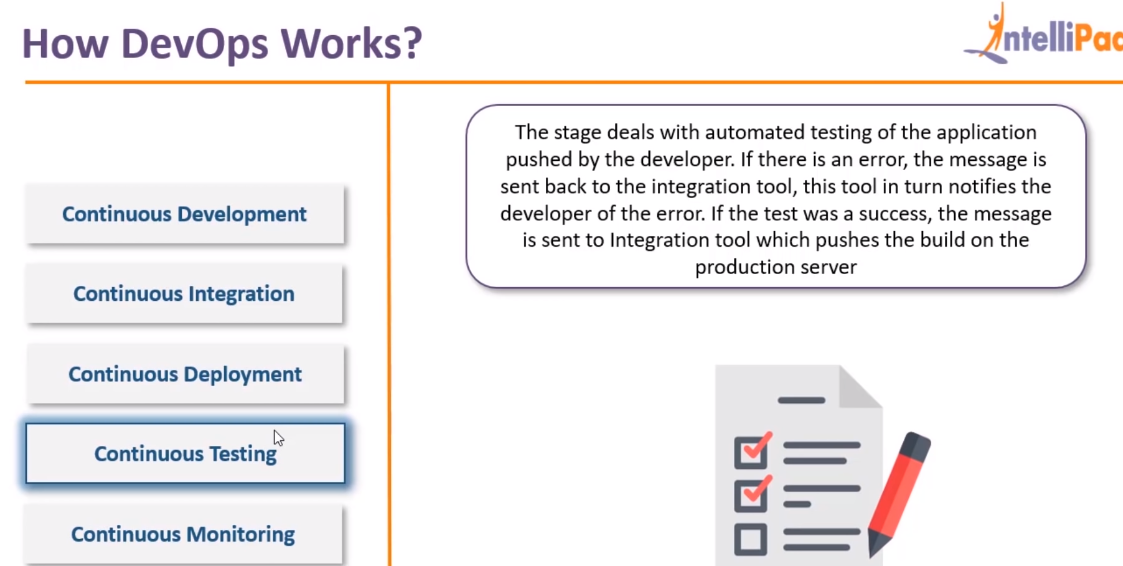 How DevOps Works?
IntelliPaa
Continuous Development
Continuous Integration
Continuous Deployment
Continuous Testing
Continuous Monitoring
The stage deals with automated testing of the application
pushed by the developer. If there is an error, the message is
sent back to the integration tool, this tool in turn notifies the
developer of the error. If the test was a success, the message
is sent to Integration tool which pushes the build on the
production server